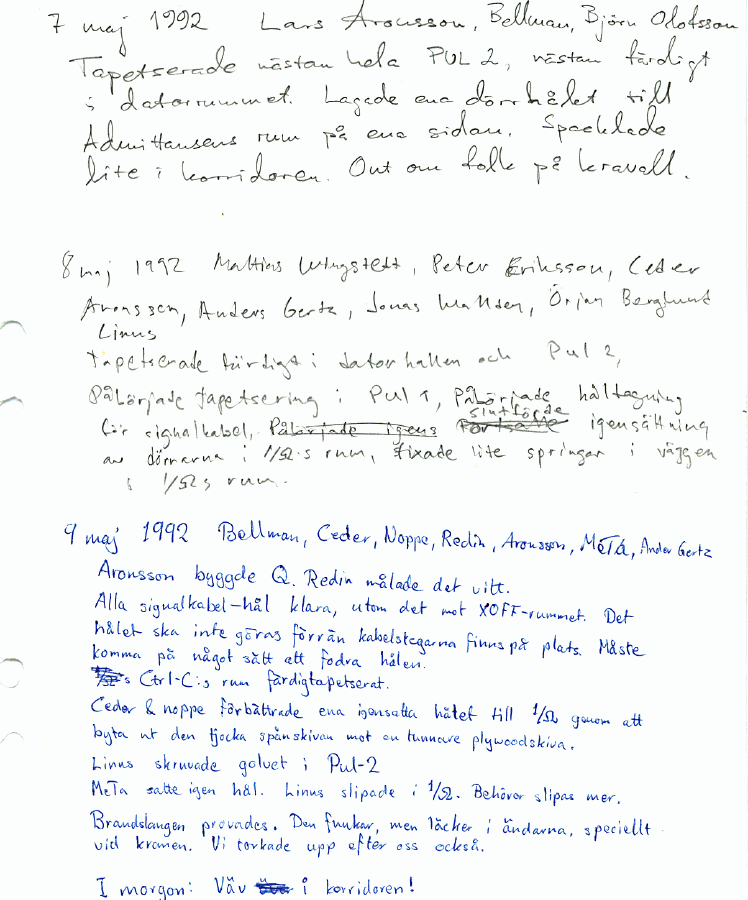 7 maj 1992 Lars Aronsson, Bellman, Björn Olofsson
Tapetserade nästan hela PUL 2, nästan färdigt
i datorrummet. Lagade ena dörrhålet till
Admittansens rum på ena sidan. Spacklade
lite i korridoren. Ont om folk på kravall.
8 maj 1992 Mattias Wingstedt, Peter Eriksson, Ceder
Aronsson, Anders Gertz, Jonas Mattsen, Örjan Berglund
Linus
Tapetserade färdigt i datorhallen och Pul 2,
Påbörjade tapetsering i Pul 1, Påbörjade håltagning
slutförde
för signalkabel, Påbörjade igens Fortsatte igensättning
av dörrarna i 1/Ω:s rum, fixade lite springor i väggen
i 1/Ω:s rum.
9 maj 1992 Bellman, Ceder, Noppe, Redin, Aronsson, MeTA, Ander Gertz
Aronsson byggde Q. Redin målade det vitt.
Alla signalkabel-hål klara, utom det mot XOFF-rummet. Det
hålet ska inte göras förrän kabelstegarna finns på plats. Måste
komma på något sätt att fodra hålen.
1/Ω:s Ctrl-C:s rum färdigtapetserat.
Ceder & noppe förbättrade ena igensatta hålet till 1/Ω genom att
byta ut den tjocka spånskivan mot en tunnare plywoodskiva.
Linus skruvade golvet i Pul-2
MeTa satte igen hål. Linus slipade i 1/Ω. Behöver slipas mer.
Brandslangen provades. Den funkar, men läcker i ändarna, speciellt
vid kranen. Vi torkade upp efter oss också.
I morgon: Väv i korridoren!